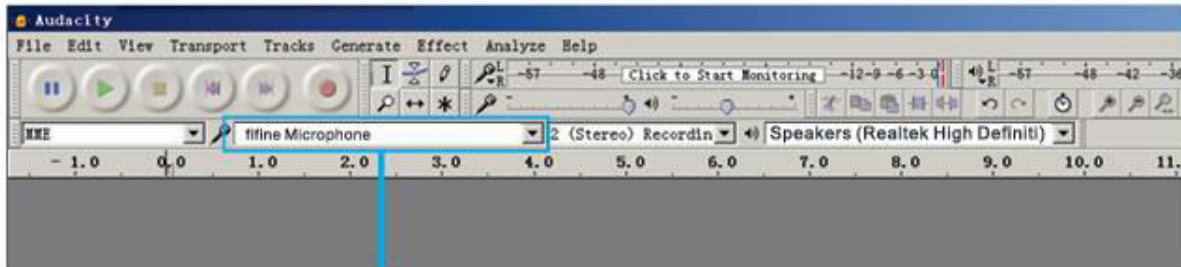 Audacity
File Edit View Transport Tracks Generate Effect Analyze Help
L R -57 -48 Click to Start Monitoring -12 -9 -6 -3 0 L R -57 -48 -42 -36
MME fifine Microphone 2 (Stereo) Recordin Speakers (Realtek High Definiti)
- 1.0 0.0 1.0 2.0 3.0 4.0 5.0 6.0 7.0 8.0 9.0 10.0 11.